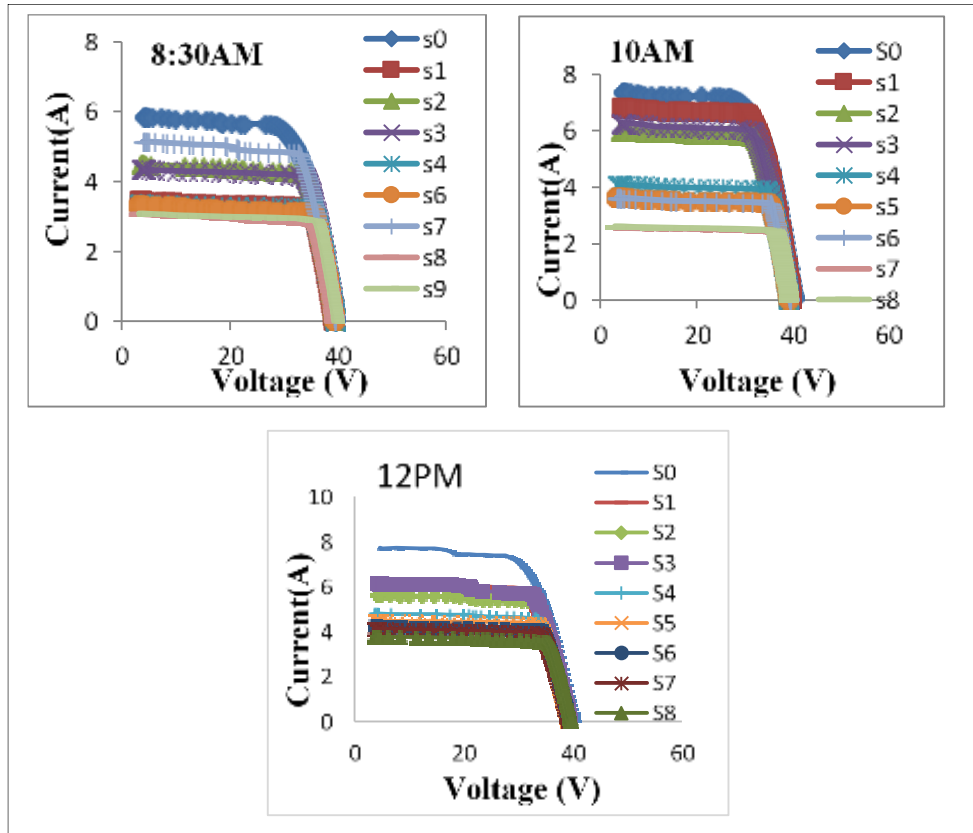 8:30AM
Current(A)
8
6
4
2
0
0 20 40 60
Voltage (V)
s0
s1
s2
s3
s4
s6
s7
s8
s9
10AM
Current(A)
8
6
4
2
0
0 20 40 60
Voltage (V)
S0
s1
s2
s3
s4
s5
s6
s7
s8
12PM
Current(A)
10
8
6
4
2
0
0 20 40 60
Voltage (V)
S0
S1
S2
S3
S4
S5
S6
S7
S8